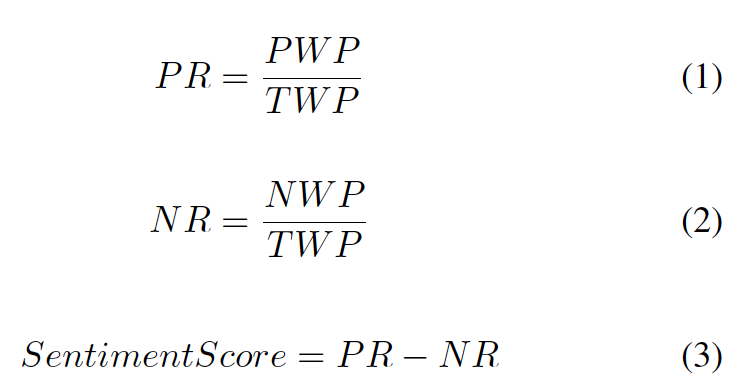 PR = PWP / TWP (1)
NR = NWP / TWP (2)
SentimentScore = PR − NR (3)